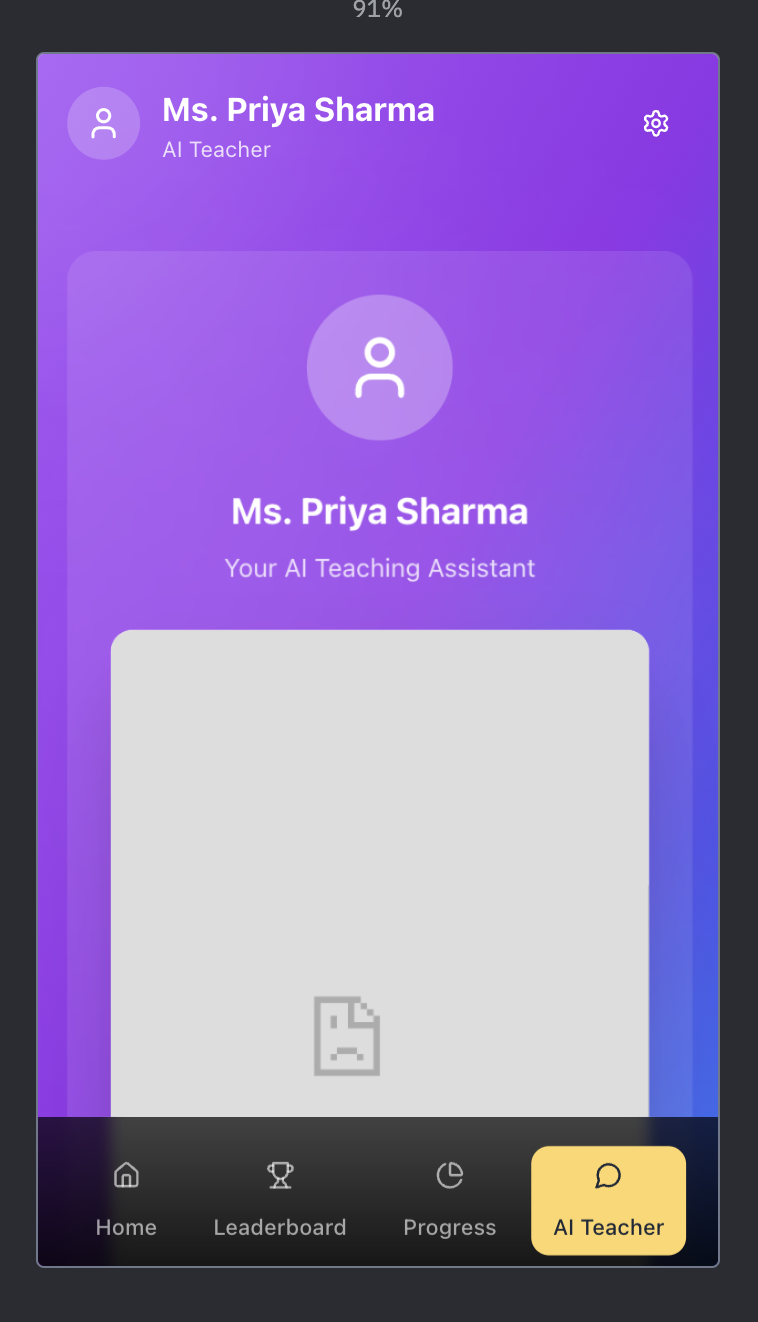 91%
Ms. Priya Sharma
AI Teacher
Ms. Priya Sharma
Your AI Teaching Assistant
Home
Leaderboard
Progress
AI Teacher